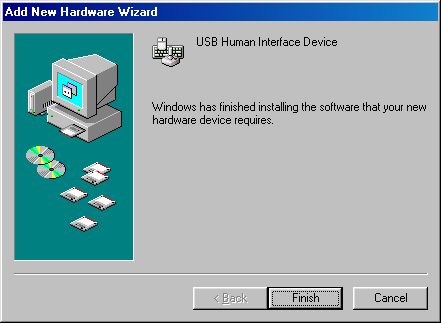 Add New Hardware Wizard
USB Human Interface Device
Windows has finished installing the software that your new
hardware device requires.
< Back
Finish
Cancel